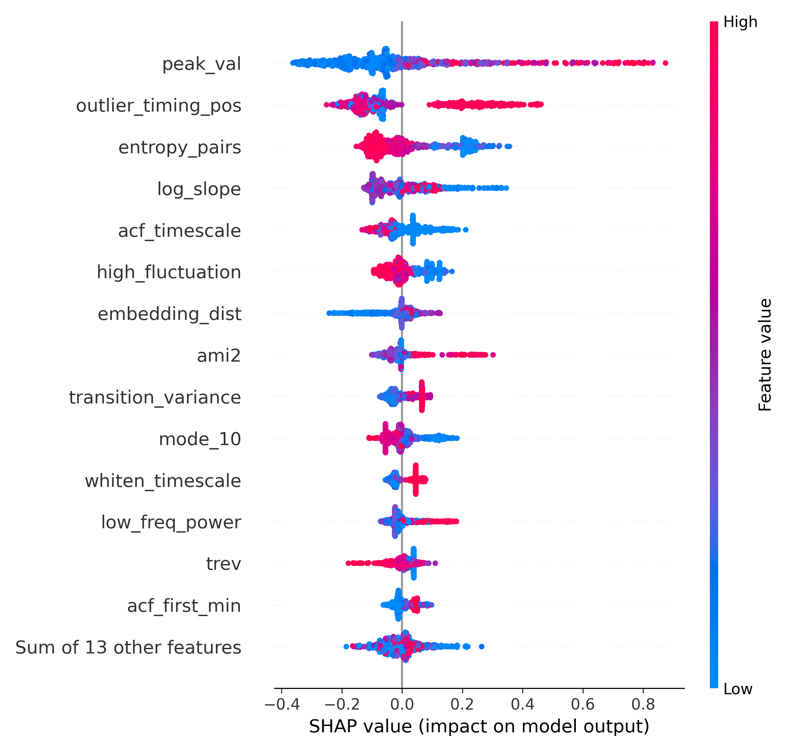 High
peak_val
outlier_timing_pos
entropy_pairs
log_slope
acf_timescale
high_fluctuation
embedding_dist
ami2
transition_variance
mode_10
whiten_timescale
low_freq_power
trev
acf_first_min
Sum of 13 other features
Feature value
Low
−0.4 −0.2 0.0 0.2 0.4 0.6 0.8
SHAP value (impact on model output)